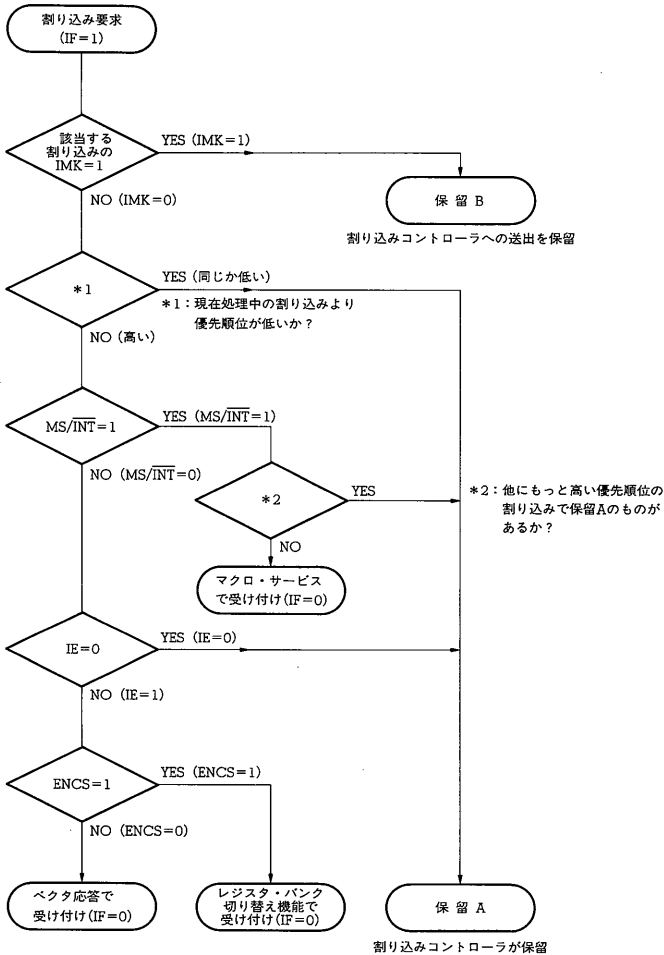 割り込み要求
(IF=1)
該当する
割り込みの
IMK=1
YES (IMK=1)
保 留 B
NO (IMK=0)
割り込みコントローラへの送出を保留
*1
YES (同じか低い)
*1:現在処理中の割り込みより
優先順位が低いか?
NO (高い)
MS/I̅N̅T̅=1
YES (MS/I̅N̅T̅=1)
NO (MS/I̅N̅T̅=0)
*2
YES
*2:他にもっと高い優先順位の
割り込みで保留Aのものが
あるか?
NO
マクロ・サービス
で受け付け(IF=0)
IE=0
YES (IE=0)
NO (IE=1)
ENCS=1
YES (ENCS=1)
NO (ENCS=0)
ベクタ応答で
受け付け(IF=0)
レジスタ・バンク
切り替え機能で
受け付け(IF=0)
保 留 A
割り込みコントローラが保留